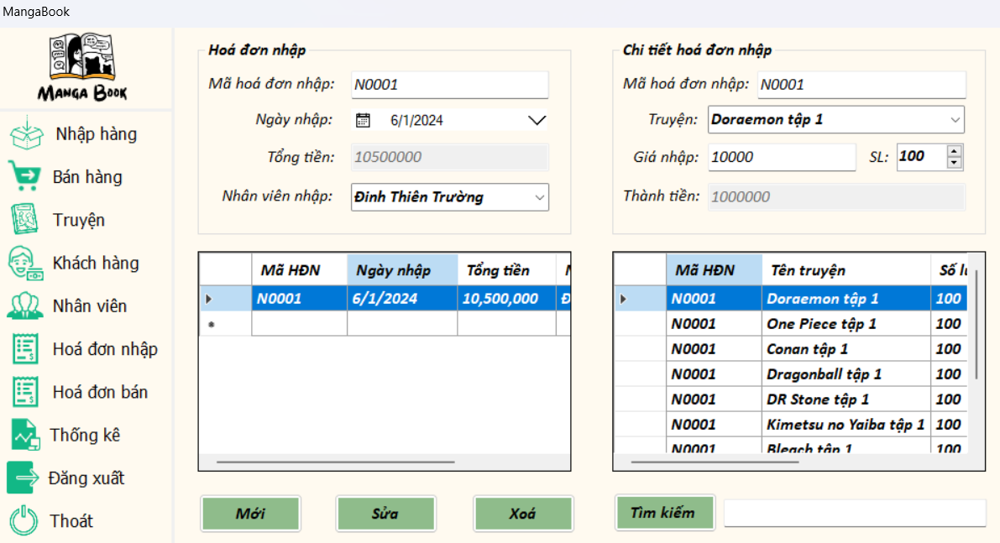 MangaBook
MANGA BOOK
Nhập hàng
Bán hàng
Truyện
Khách hàng
Nhân viên
Hoá đơn nhập
Hoá đơn bán
Thống kê
Đăng xuất
Thoát
Hoá đơn nhập
Mã hoá đơn nhập: N0001
Ngày nhập: 6/1/2024
Tổng tiền: 10500000
Nhân viên nhập: Đinh Thiên Trường
Mã HĐN Ngày nhập Tổng tiền
N0001 6/1/2024 10,500,000
Mới Sửa Xoá
Chi tiết hoá đơn nhập
Mã hoá đơn nhập: N0001
Truyện: Doraemon tập 1
Giá nhập: 10000 SL: 100
Thành tiền: 1000000
Mã HĐN Tên truyện Số
N0001 Doraemon tập 1 100
N0001 One Piece tập 1 100
N0001 Conan tập 1 100
N0001 Dragonball tập 1 100
N0001 DR Stone tập 1 100
N0001 Kimetsu no Yaiba tập 1 100
N0001 Bleach tập 1 100
Tìm kiếm